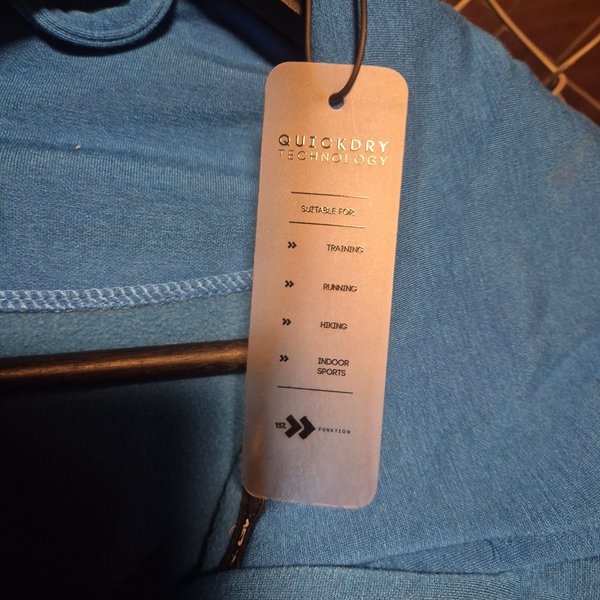 QUICKDRY
TECHNOLOGY
SUITABLE FOR:
TRAINING
RUNNING
HIKING
INDOOR
SPORTS
FUNKTION